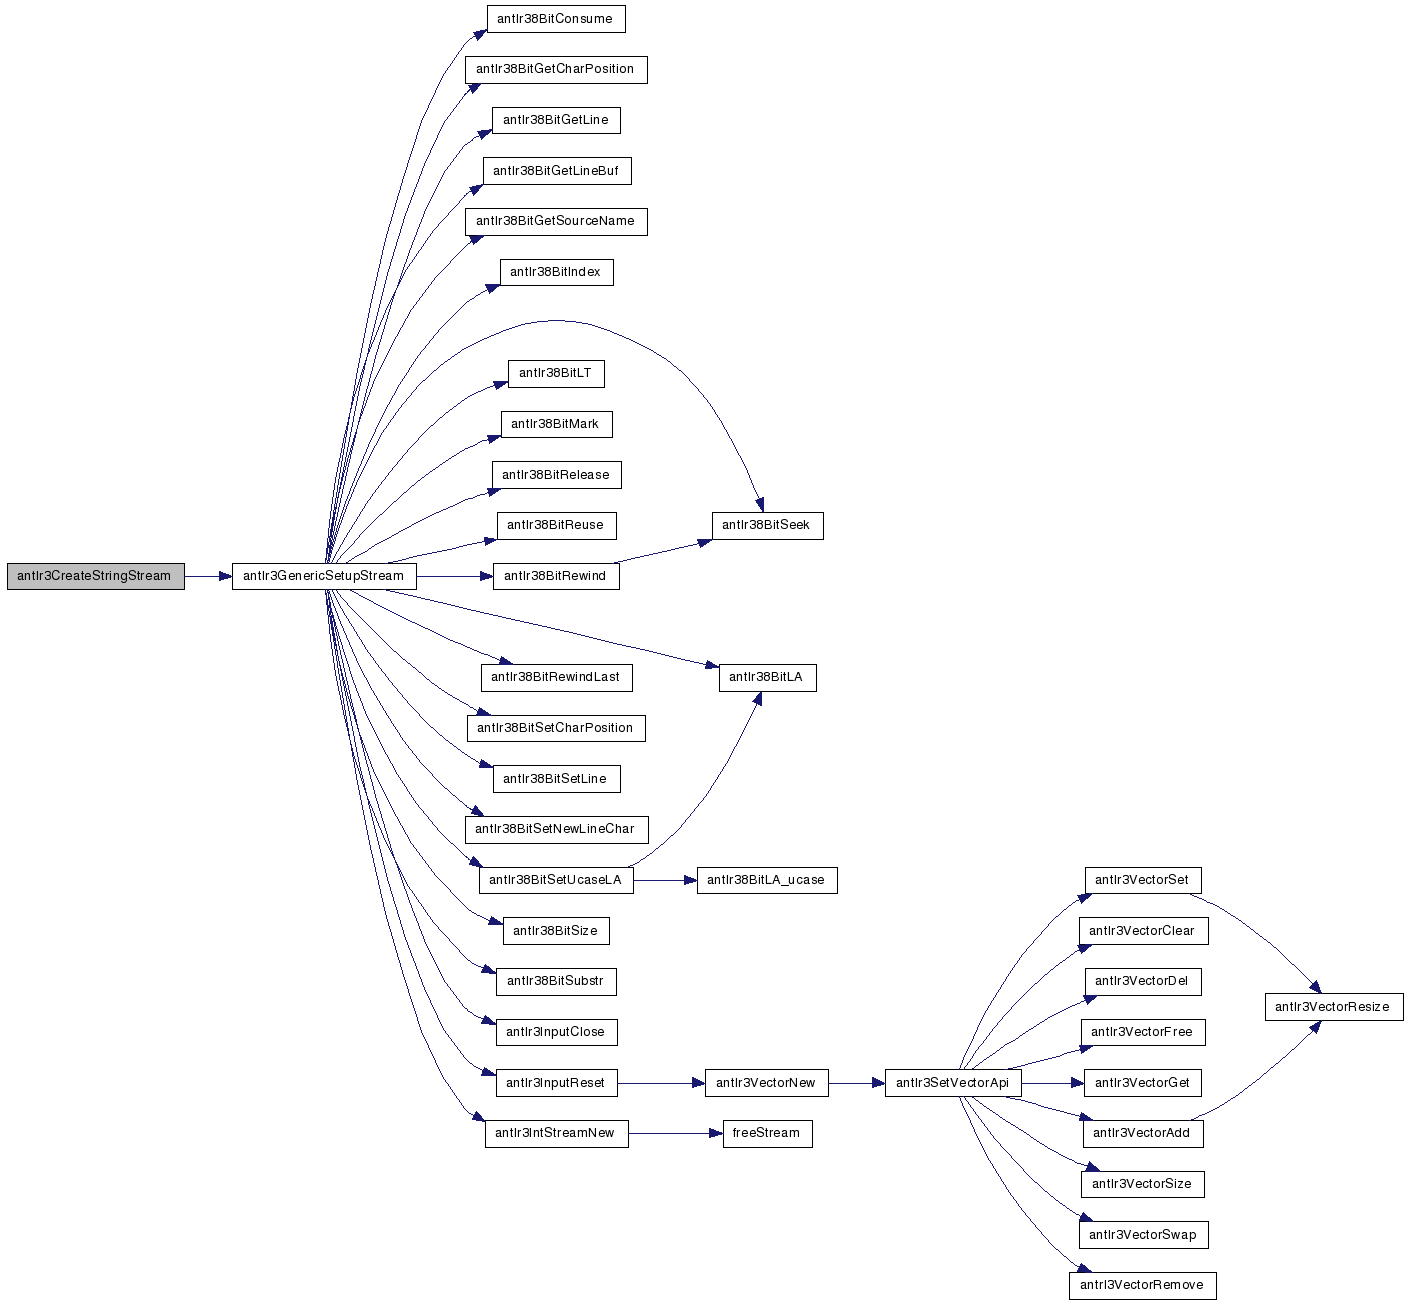 antlr38BitConsume
antlr38BitGetCharPosition
antlr38BitGetLine
antlr38BitGetLineBuf
antlr38BitGetSourceName
antlr38BitIndex
antlr38BitLT
antlr38BitMark
antlr38BitRelease
antlr38BitReuse
antlr38BitSeek
antlr3CreateStringStream
antlr3GenericSetupStream
antlr38BitRewind
antlr38BitRewindLast
antlr38BitLA
antlr38BitSetCharPosition
antlr38BitSetLine
antlr38BitSetNewLineChar
antlr38BitSetUcaseLA
antlr38BitLA_ucase
antlr3VectorSet
antlr38BitSize
antlr3VectorClear
antlr38BitSubstr
antlr3VectorDel
antlr3VectorResize
antlr3InputClose
antlr3VectorFree
antlr3InputReset
antlr3VectorNew
antlr3SetVectorApi
antlr3VectorGet
antlr3IntStreamNew
freeStream
antlr3VectorAdd
antlr3VectorSize
antlr3VectorSwap
antrl3VectorRemove